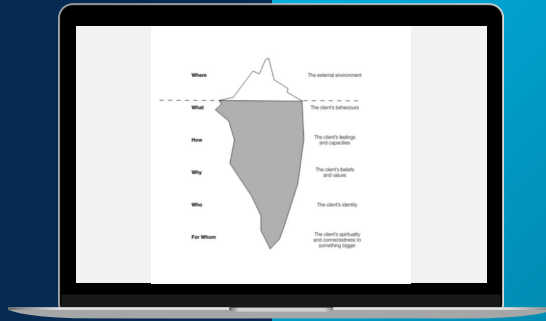 Where
The external environment
What
The client's behaviours
How
The client's feelings
and capacities
Why
The client's beliefs
and values
Who
The client's identity
For Whom
The client's spirituality
and connectedness to
something bigger